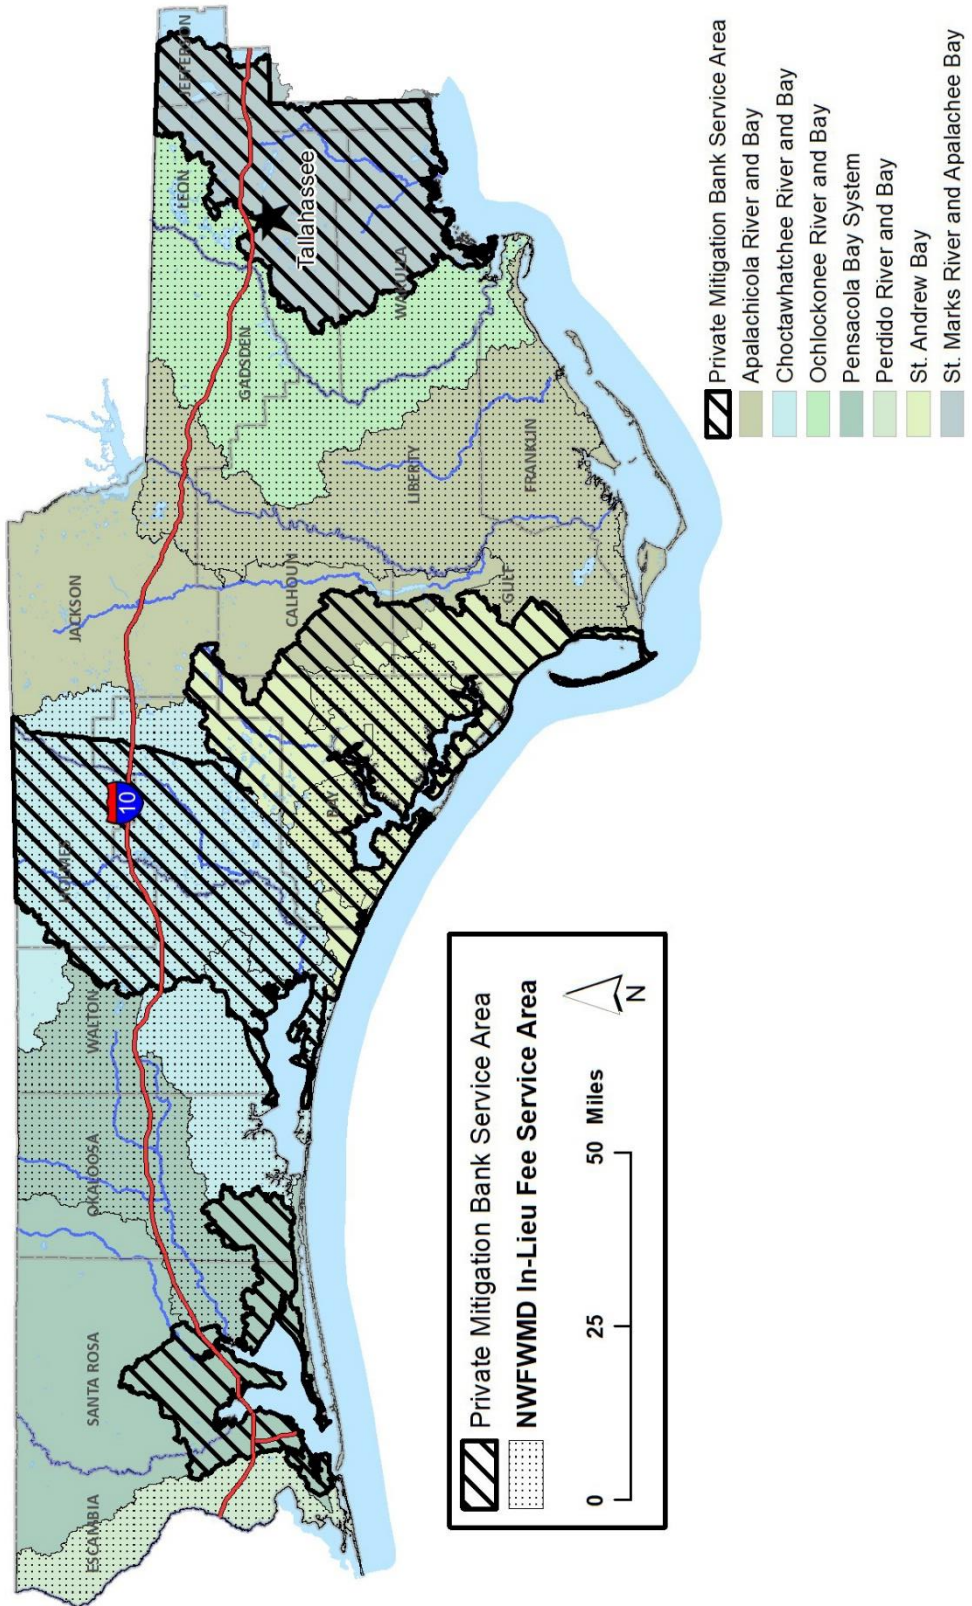 ESCAMBIA
SANTA ROSA
OKALOOSA
WALTON
HOLMES
JACKSON
BAY
CALHOUN
GULF
LIBERTY
FRANKLIN
GADSDEN
LEON
WAKULLA
JEFFERSON
10
Tallahassee
Private Mitigation Bank Service Area
NWFWMD In-Lieu Fee Service Area
0 25 50 Miles
N
Private Mitigation Bank Service Area
Apalachicola River and Bay
Choctawhatchee River and Bay
Ochlockonee River and Bay
Pensacola Bay System
Perdido River and Bay
St. Andrew Bay
St. Marks River and Apalachee Bay